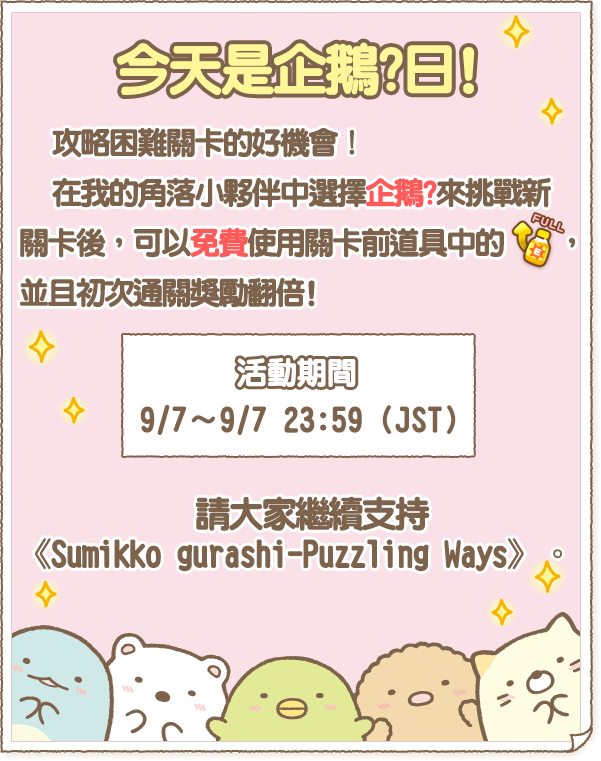 今天是企鵝?日!
攻略困難關卡的好機會！
在我的角落小夥伴中選擇企鵝?來挑戰新
關卡後，可以免費使用關卡前道具中的 FULL ，
並且初次通關獎勵翻倍!
活動期間
9/7～9/7 23:59 (JST)
請大家繼續支持
《Sumikko gurashi-Puzzling Ways》 。